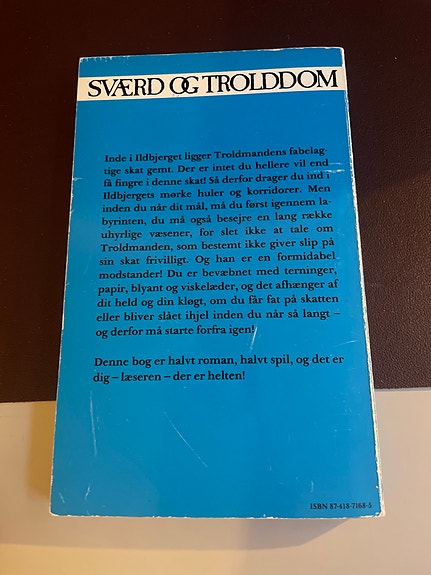 SVÆRD OG TROLDDOM
Inde i Ildbjerget ligger Troldmandens fabelag-
tige skat gemt. Der er intet du hellere vil end
få fingre i denne skat! Så derfor drager du ind i
Ildbjergets mørke huler og korridorer. Men
inden du når dit mål, må du først igennem la-
byrinten, du må også besejre en lang række
uhyrlige væsener, for slet ikke at tale om
Troldmanden, som bestemt ikke giver slip på
sin skat frivilligt. Og han er en formidabel
modstander! Du er bevæbnet med terninger,
papir, blyant og viskelæder, og det afhænger af
dit held og din kløgt, om du får fat på skatten
eller bliver slået ihjel inden du når så langt –
og derfor må starte forfra igen!
Denne bog er halvt roman, halvt spil, og det er
dig – læseren – der er helten!
ISBN 87-418-7168-5